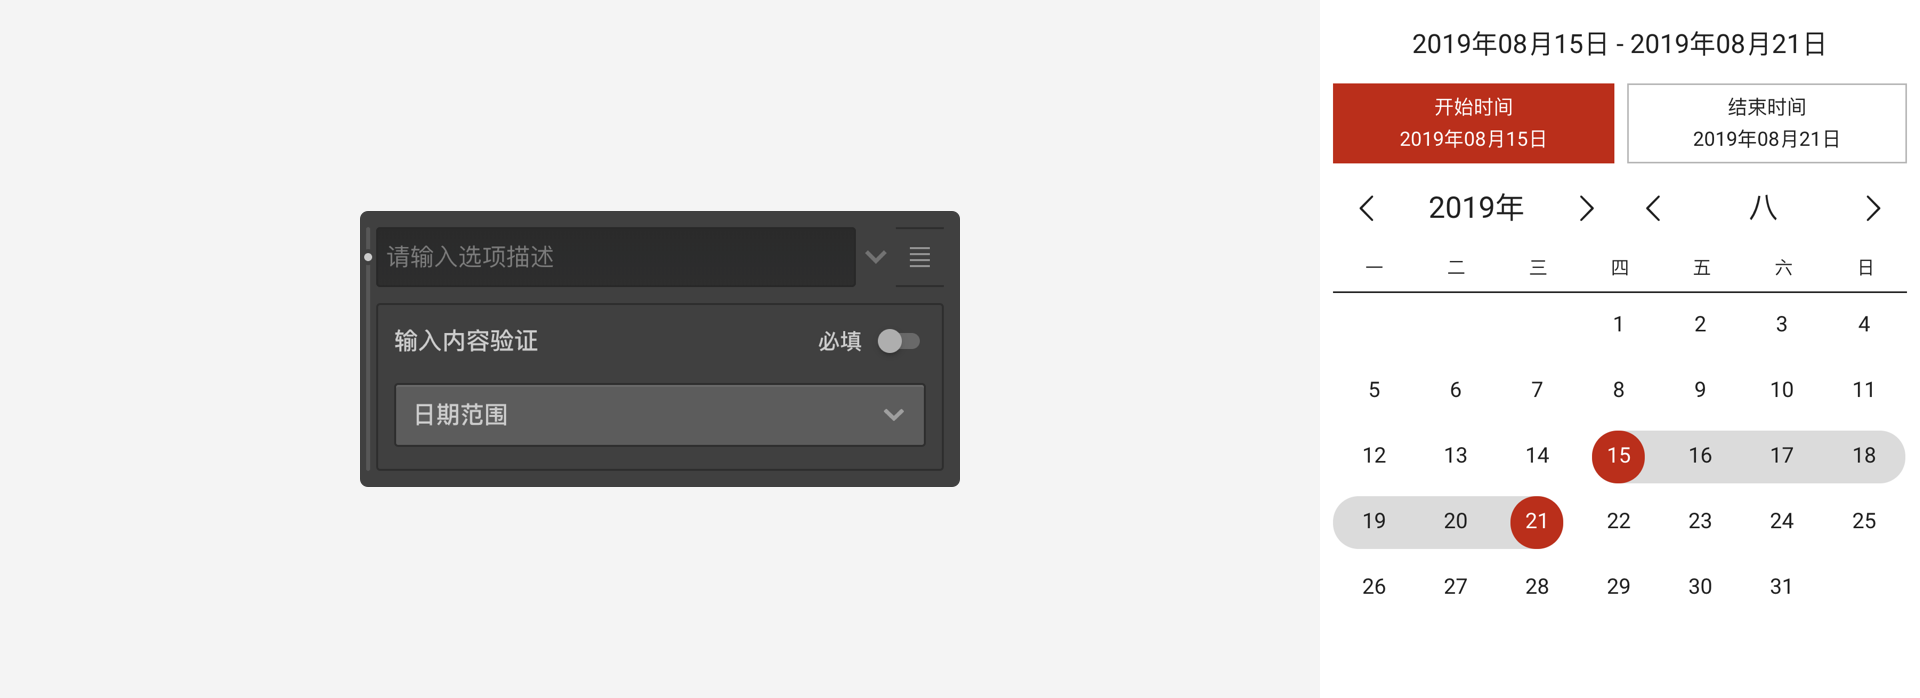 请输入选项描述
输入内容验证 必填
日期范围
2019年08月15日 - 2019年08月21日
开始时间 结束时间
2019年08月15日 2019年08月21日
2019年 八
一 二 三 四 五 六 日
1 2 3 4
5 6 7 8 9 10 11
12 13 14 15 16 17 18
19 20 21 22 23 24 25
26 27 28 29 30 31